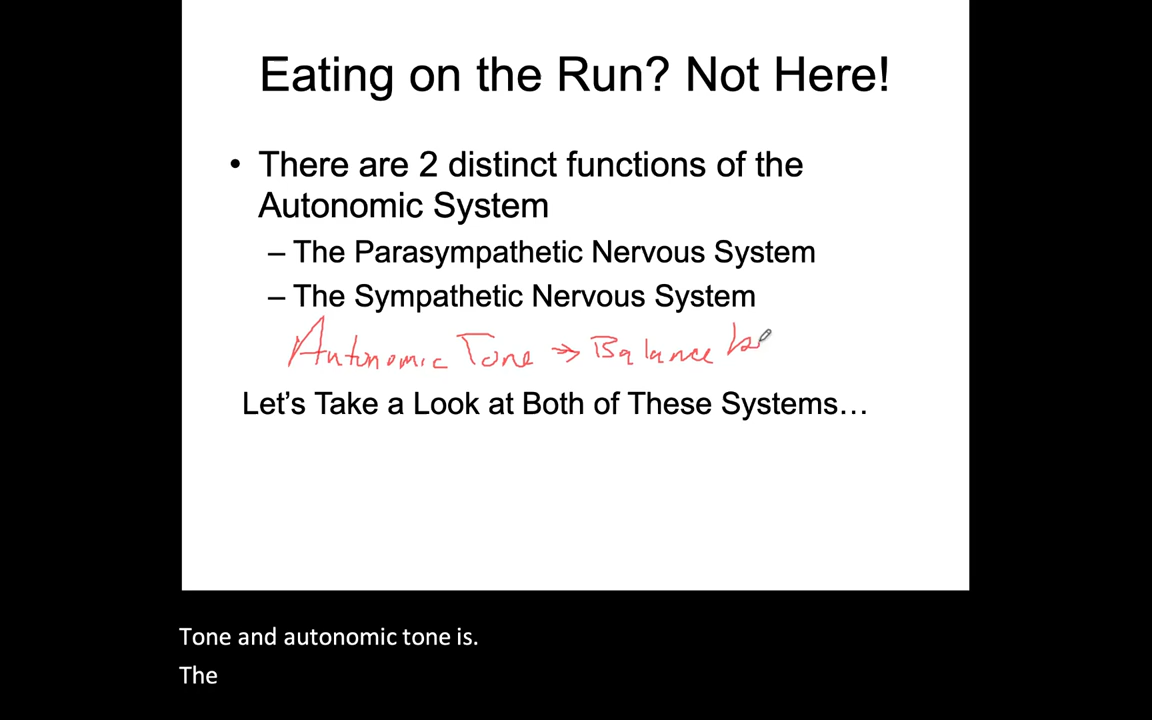 Eating on the Run? Not Here!
• There are 2 distinct functions of the
Autonomic System
– The Parasympathetic Nervous System
– The Sympathetic Nervous System
Autonomic Tone → Balance
Let's Take a Look at Both of These Systems…
Tone and autonomic tone is.
The